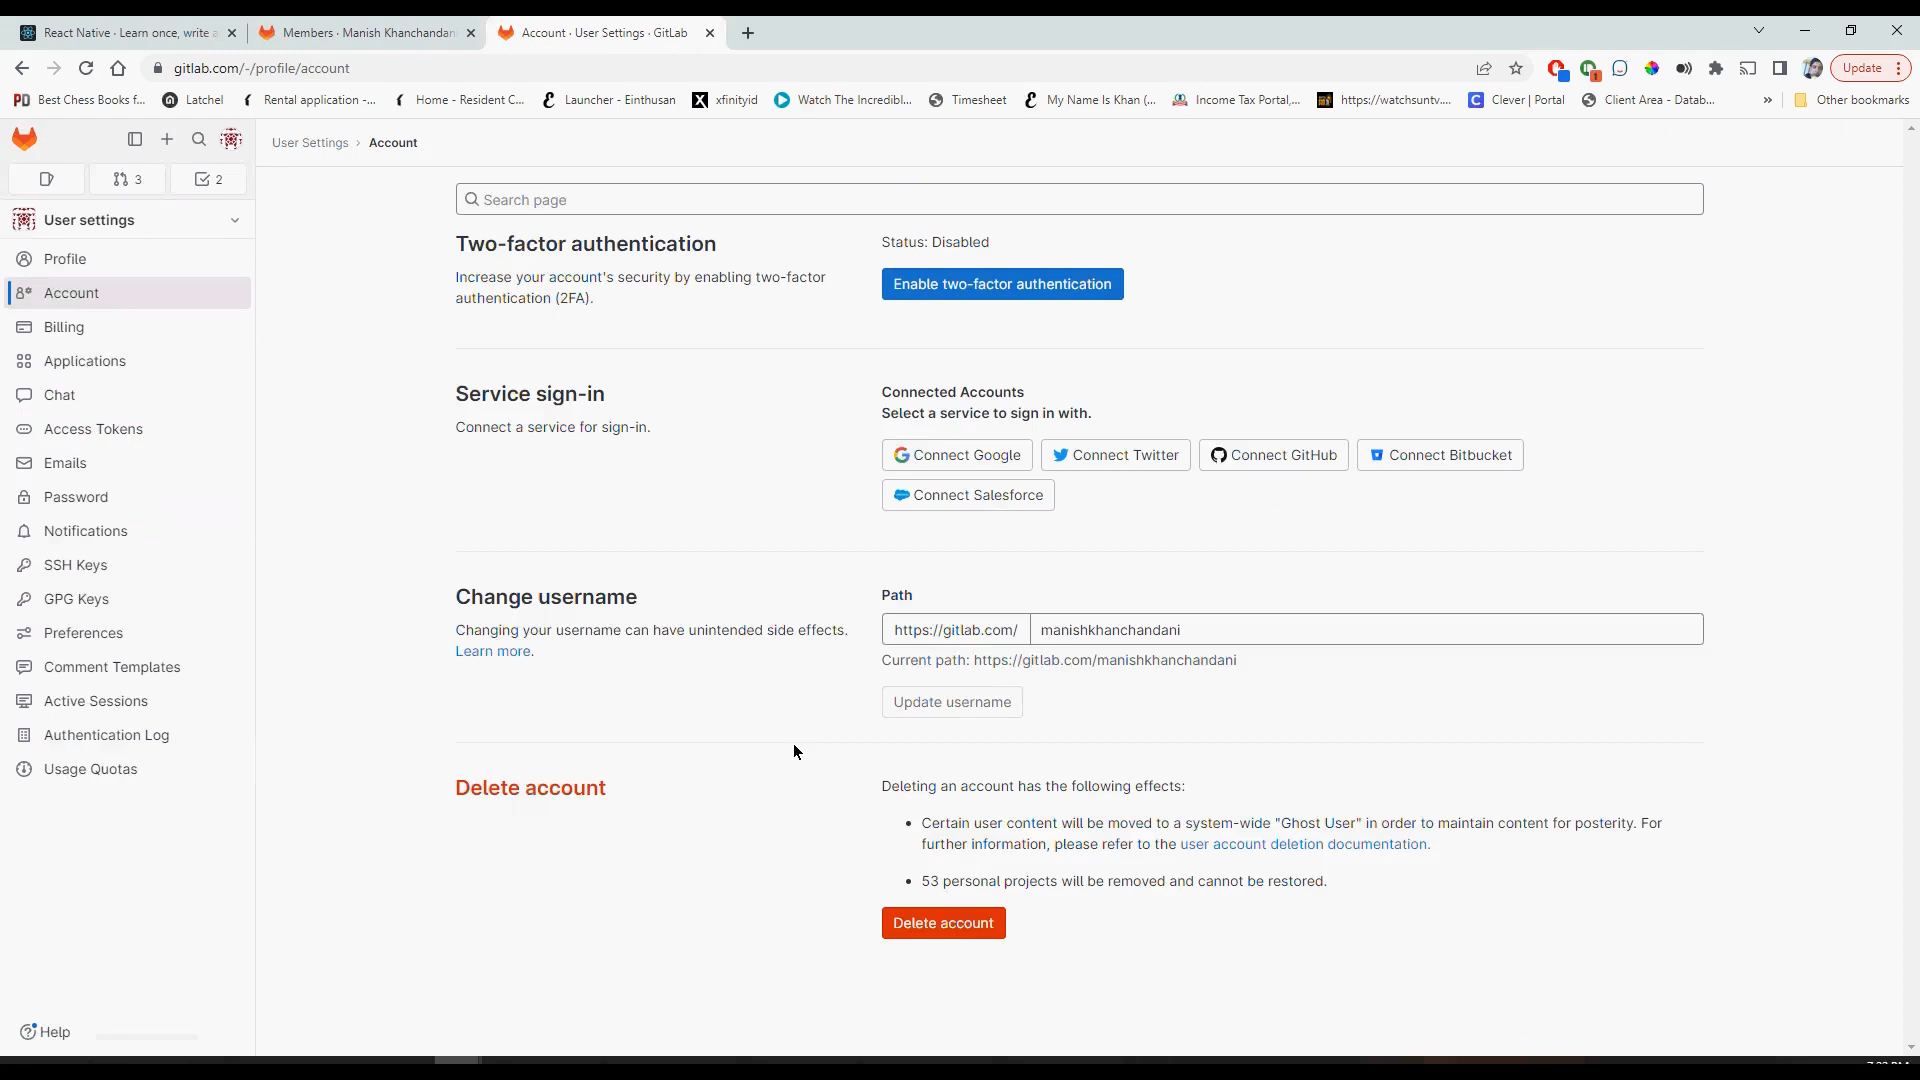 React Native · Learn once, write a
Members · Manish Khanchandani
Account · User Settings · GitLab
gitlab.com/-/profile/account
Update
Best Chess Books f...
Latchel
Rental application -...
Home - Resident C...
Launcher - Einthusan
xfinityid
Watch The Incredibl...
Timesheet
My Name Is Khan (...
Income Tax Portal,...
https://watchsuntv....
Clever | Portal
Client Area - Datab...
»
Other bookmarks
User Settings › Account
3
2
User settings
Profile
Account
Billing
Applications
Chat
Access Tokens
Emails
Password
Notifications
SSH Keys
GPG Keys
Preferences
Comment Templates
Active Sessions
Authentication Log
Usage Quotas
Help
Search page
Two-factor authentication
Increase your account's security by enabling two-factor
authentication (2FA).
Status: Disabled
Enable two-factor authentication
Service sign-in
Connect a service for sign-in.
Connected Accounts
Select a service to sign in with.
Connect Google
Connect Twitter
Connect GitHub
Connect Bitbucket
Connect Salesforce
Change username
Changing your username can have unintended side effects.
Learn more.
Path
https://gitlab.com/ manishkhanchandani
Current path: https://gitlab.com/manishkhanchandani
Update username
Delete account
Deleting an account has the following effects:
• Certain user content will be moved to a system-wide "Ghost User" in order to maintain content for posterity. For
further information, please refer to the user account deletion documentation.
• 53 personal projects will be removed and cannot be restored.
Delete account